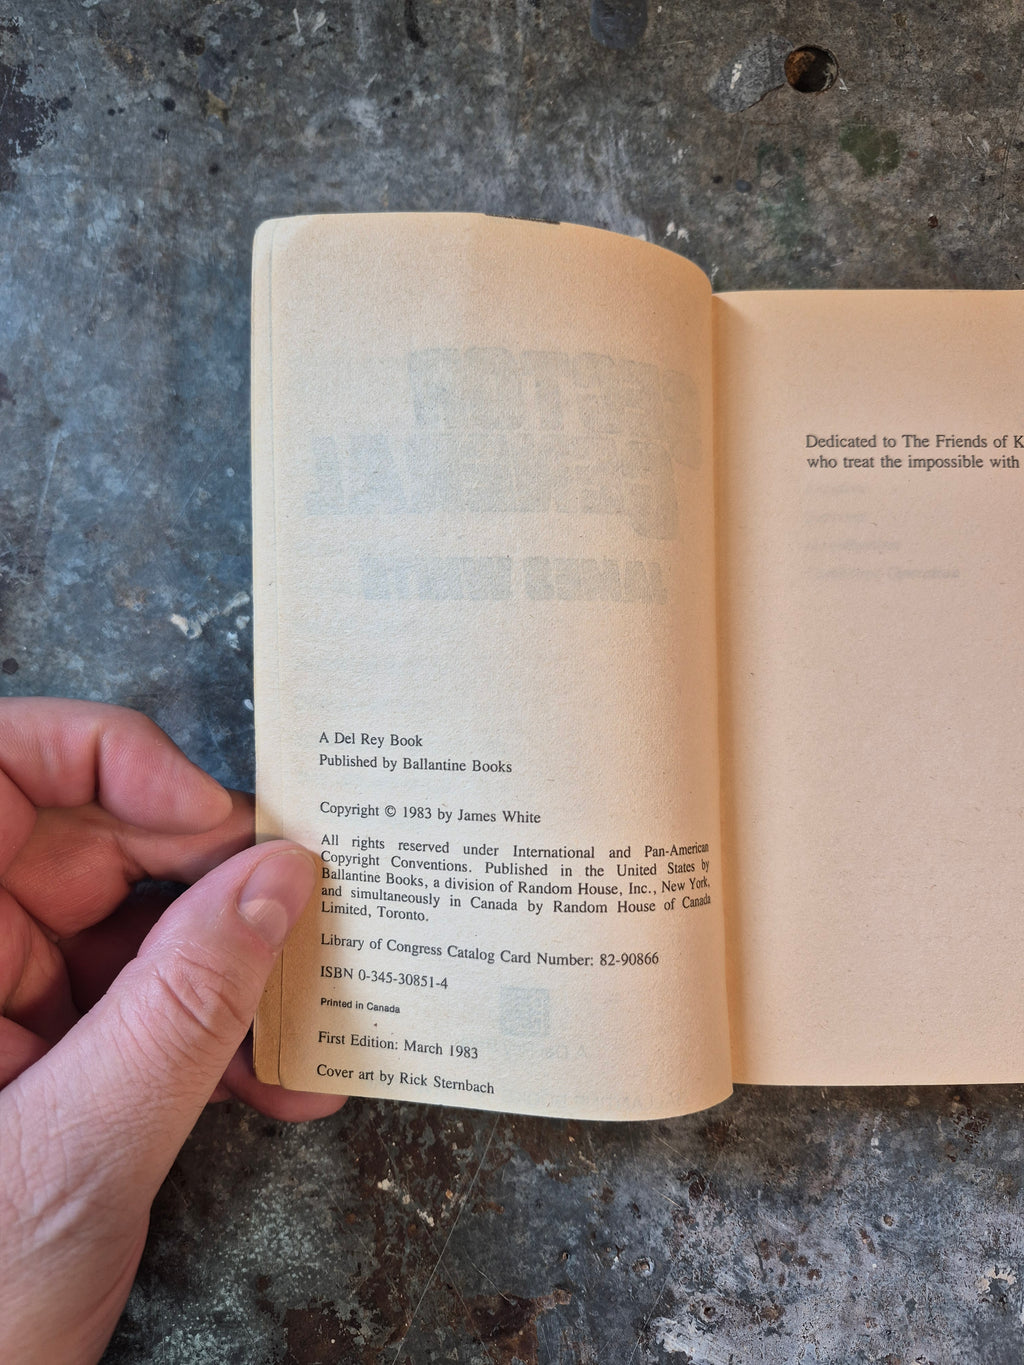 A Del Rey Book
Published by Ballantine Books
Copyright © 1983 by James White
All rights reserved under International and Pan-American
Copyright Conventions. Published in the United States by
Ballantine Books, a division of Random House, Inc., New York,
and simultaneously in Canada by Random House of Canada
Limited, Toronto.
Library of Congress Catalog Card Number: 82-90866
ISBN 0-345-30851-4
Printed in Canada
First Edition: March 1983
Cover art by Rick Sternbach
Dedicated to The Friends of K
who treat the impossible with